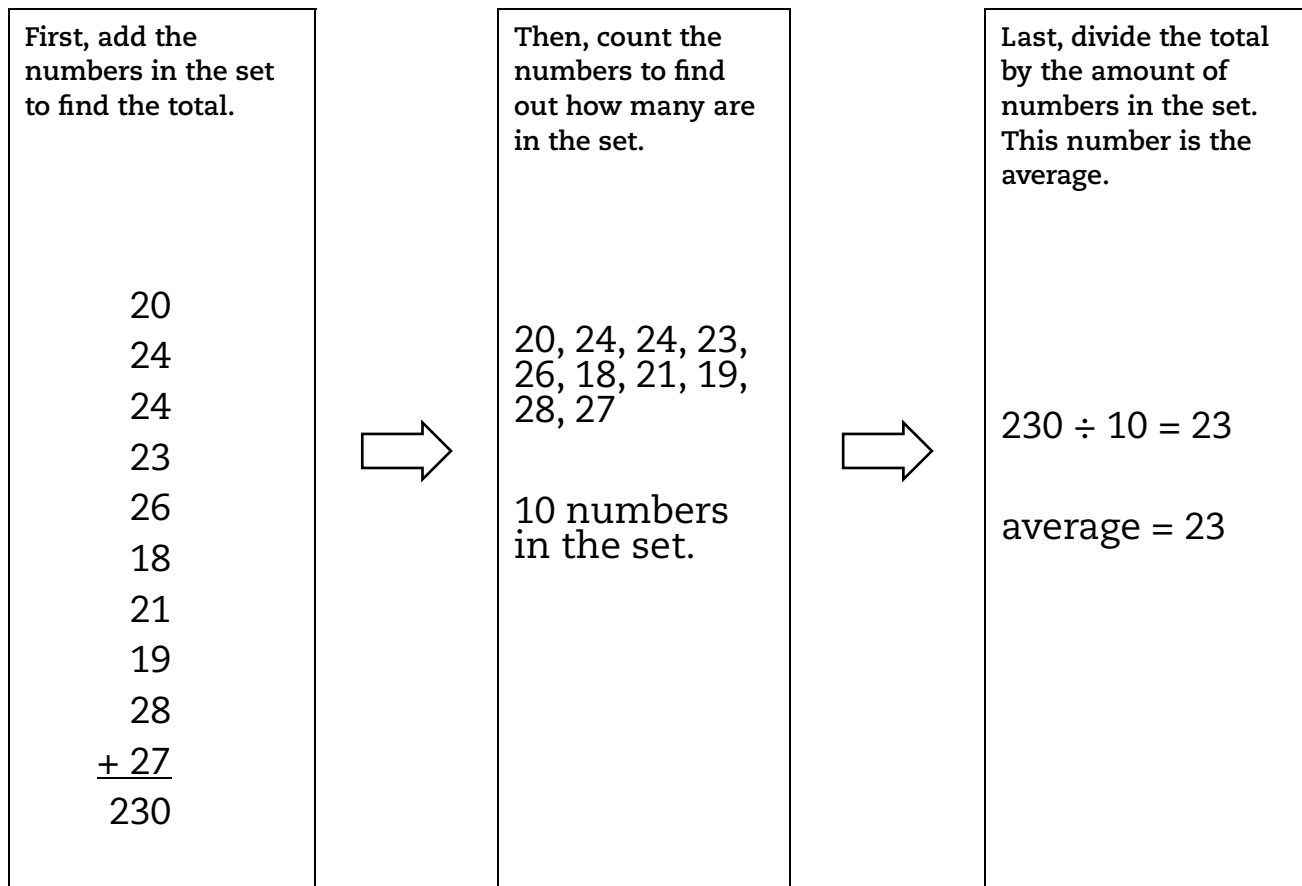 First, add the
numbers in the set
to find the total.
20
24
24
23
26
18
21
19
28
+ 27
230
Then, count the
numbers to find
out how many are
in the set.
20, 24, 24, 23,
26, 18, 21, 19,
28, 27
10 numbers
in the set.
Last, divide the total
by the amount of
numbers in the set.
This number is the
average.
230 ÷ 10 = 23
average = 23